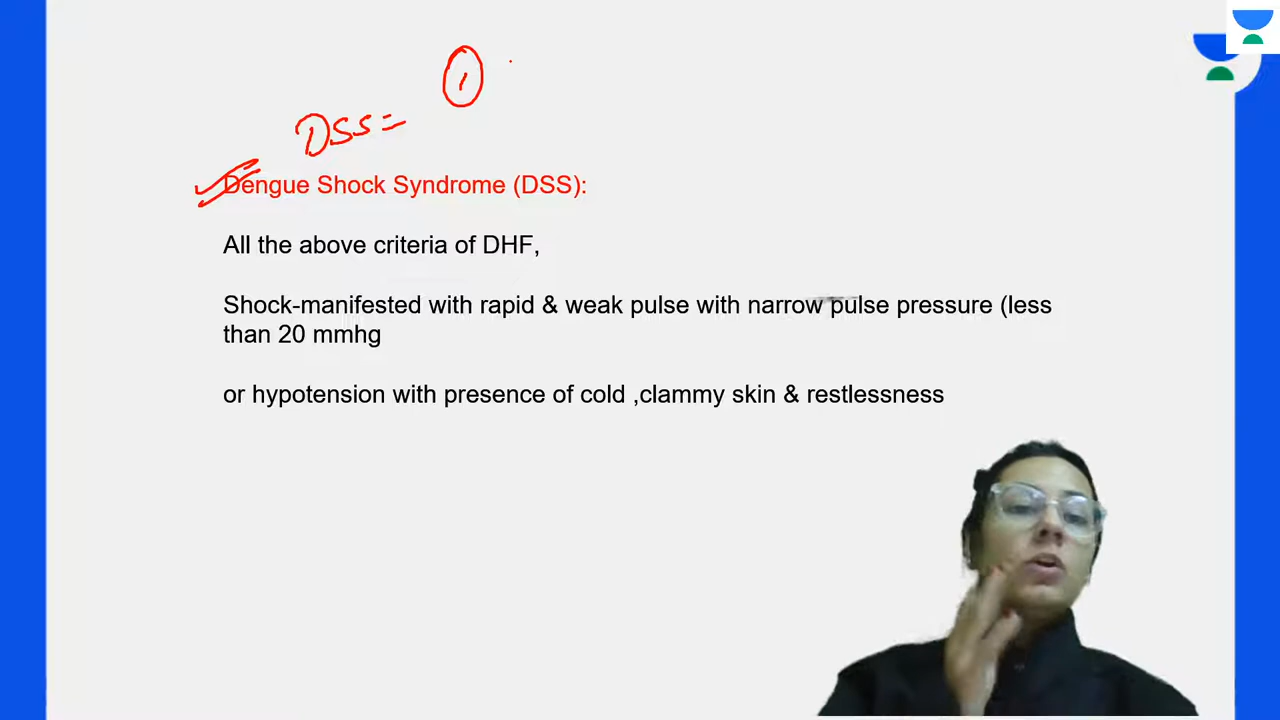 1
DSS=
Dengue Shock Syndrome (DSS):
All the above criteria of DHF,
Shock-manifested with rapid & weak pulse with narrow pulse pressure (less
than 20 mmhg
or hypotension with presence of cold ,clammy skin & restlessness